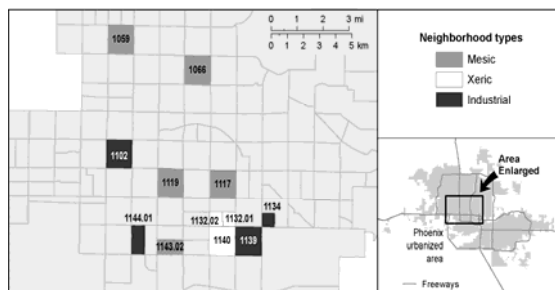 1059
1066
1102
1119
1117
1144.01
1132.02
1132.01
1134
1143.02
1140
1139
0 1 2 3 mi
0 1 2 3 4 5 km
Neighborhood types
Mesic
Xeric
Industrial
Area
Enlarged
Phoenix
urbanized
area
Freeways